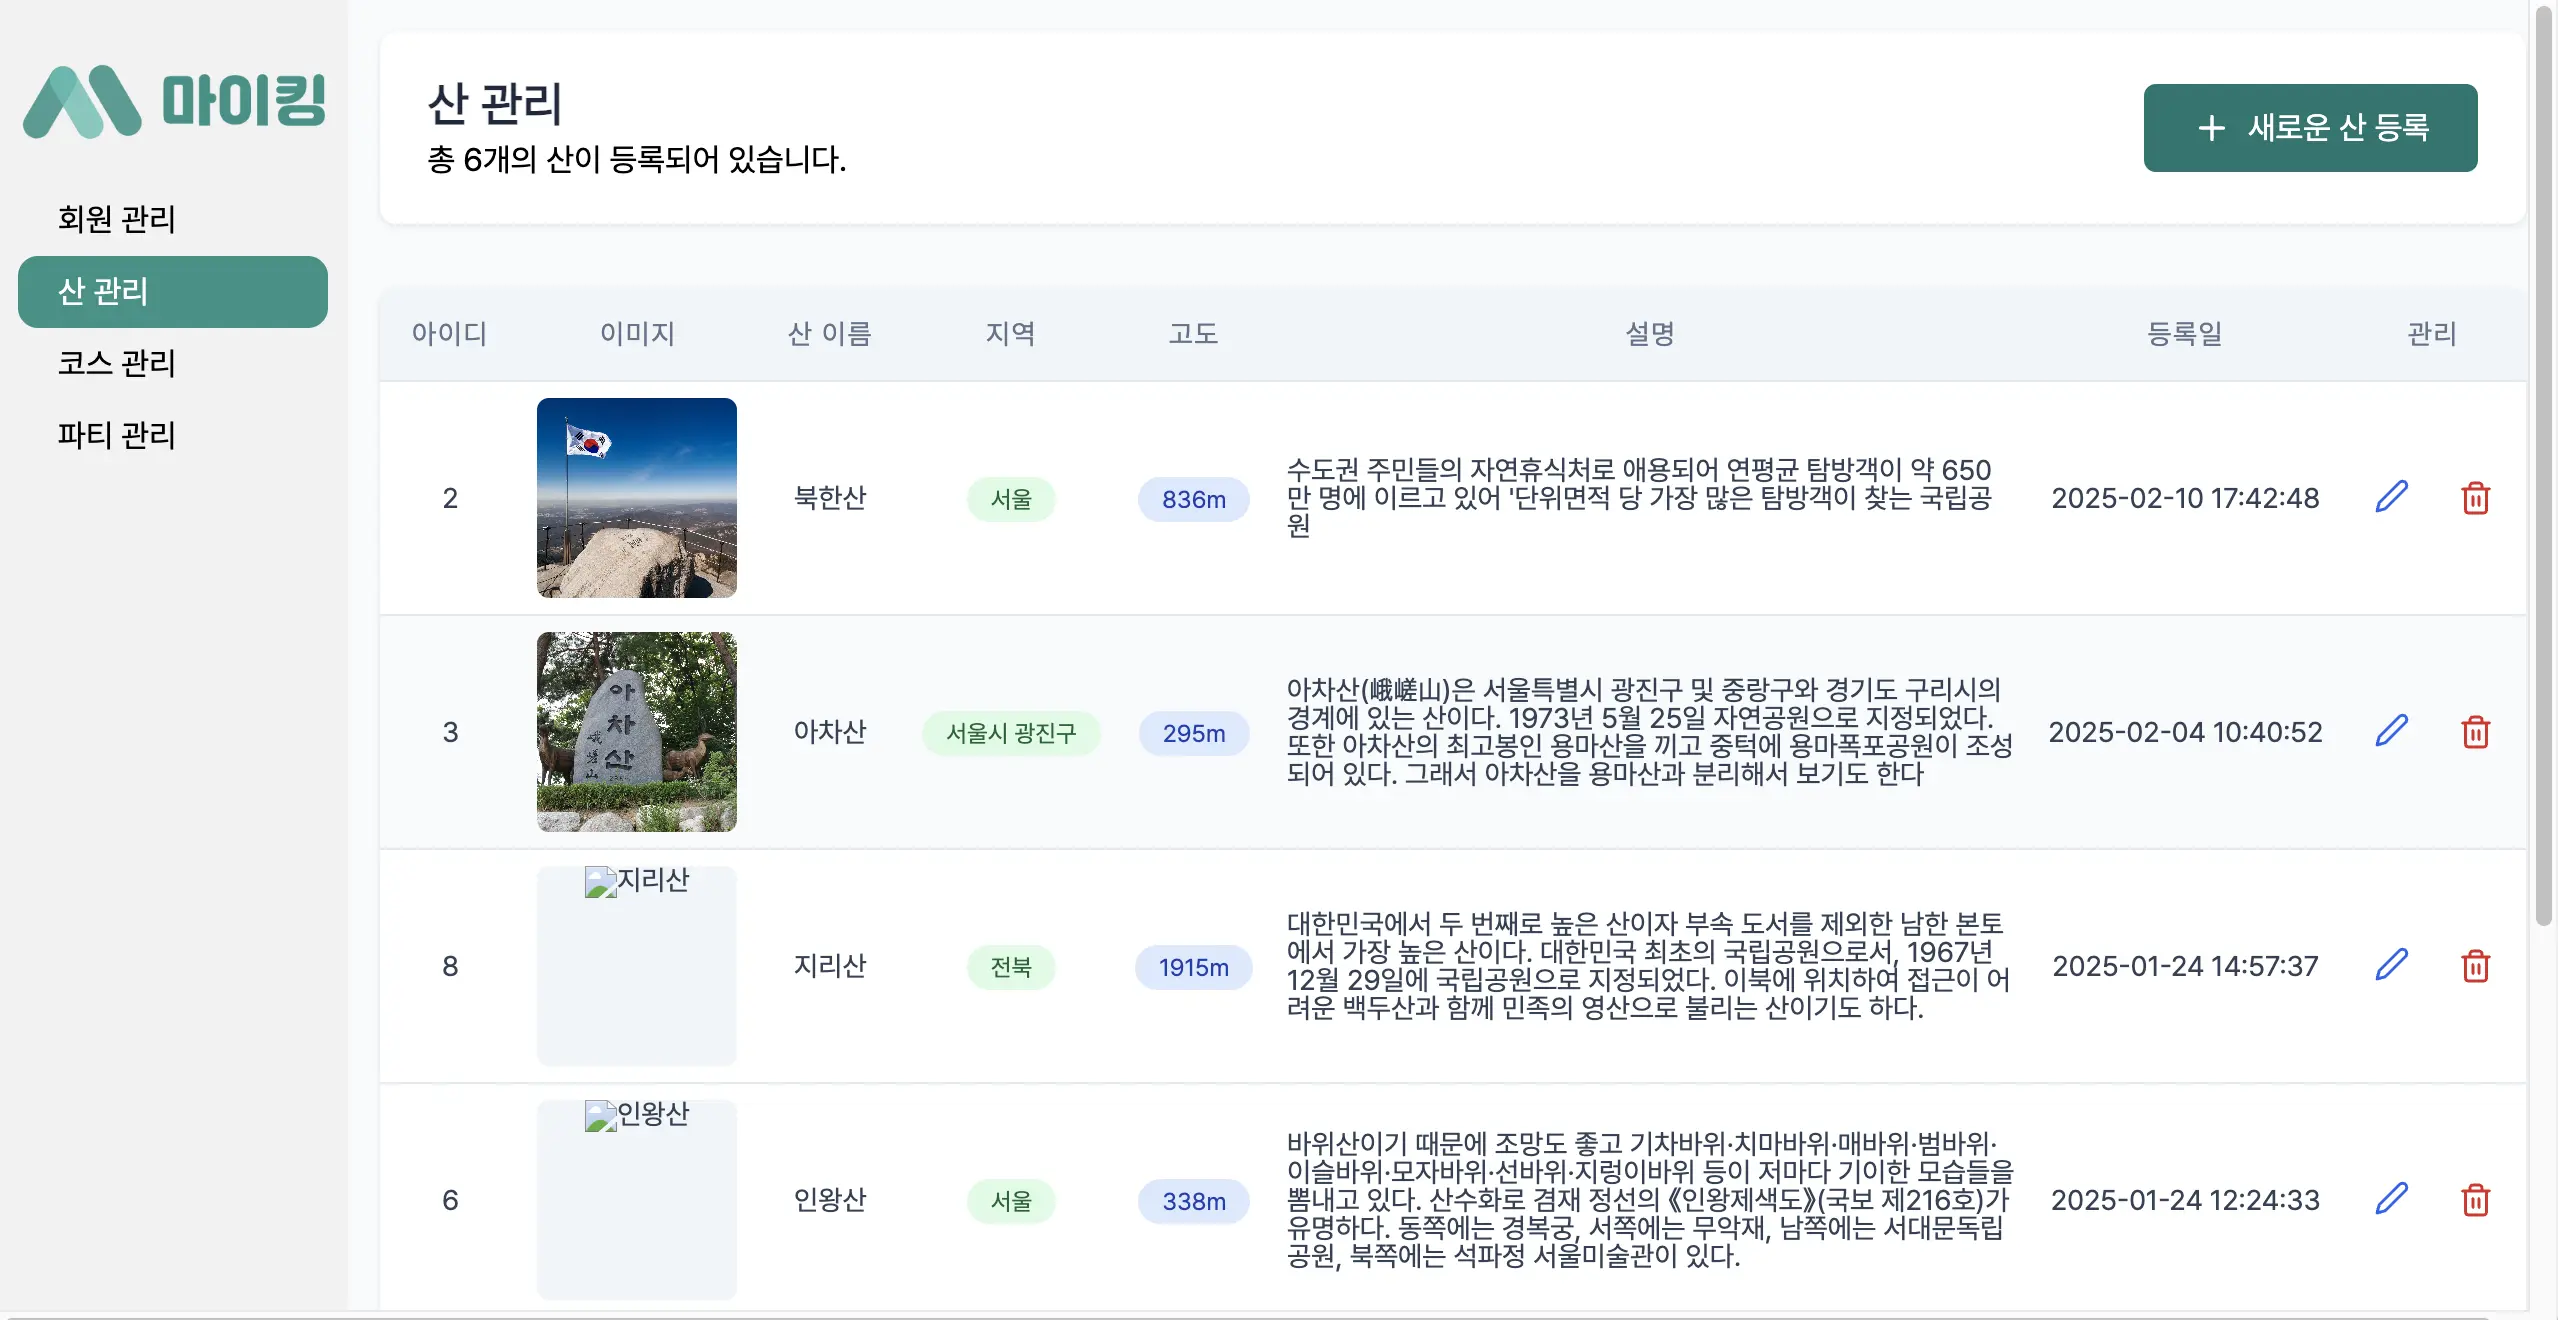 마이킹
회원 관리
산 관리
코스 관리
파티 관리
산 관리
총 6개의 산이 등록되어 있습니다.
+ 새로운 산 등록
아이디 이미지 산 이름 지역 고도 설명 등록일 관리
2 북한산 서울 836m
수도권 주민들의 자연휴식처로 애용되어 연평균 탐방객이 약 650
만 명에 이르고 있어 '단위면적 당 가장 많은 탐방객이 찾는 국립공
원
2025-02-10 17:42:48
아
차
산
峨
嵯
山
3 아차산 서울시 광진구 295m
아차산(峨嵯山)은 서울특별시 광진구 및 중랑구와 경기도 구리시의
경계에 있는 산이다. 1973년 5월 25일 자연공원으로 지정되었다.
또한 아차산의 최고봉인 용마산을 끼고 중턱에 용마폭포공원이 조성
되어 있다. 그래서 아차산을 용마산과 분리해서 보기도 한다
2025-02-04 10:40:52
지리산
8 지리산 전북 1915m
대한민국에서 두 번째로 높은 산이자 부속 도서를 제외한 남한 본토
에서 가장 높은 산이다. 대한민국 최초의 국립공원으로서, 1967년
12월 29일에 국립공원으로 지정되었다. 이북에 위치하여 접근이 어
려운 백두산과 함께 민족의 영산으로 불리는 산이기도 하다.
2025-01-24 14:57:37
인왕산
6 인왕산 서울 338m
바위산이기 때문에 조망도 좋고 기차바위·치마바위·매바위·범바위·
이슬바위·모자바위·선바위·지렁이바위 등이 저마다 기이한 모습들을
뽐내고 있다. 산수화로 겸재 정선의 《인왕제색도》(국보 제216호)가
유명하다. 동쪽에는 경복궁, 서쪽에는 무악재, 남쪽에는 서대문독립
공원, 북쪽에는 석파정 서울미술관이 있다.
2025-01-24 12:24:33